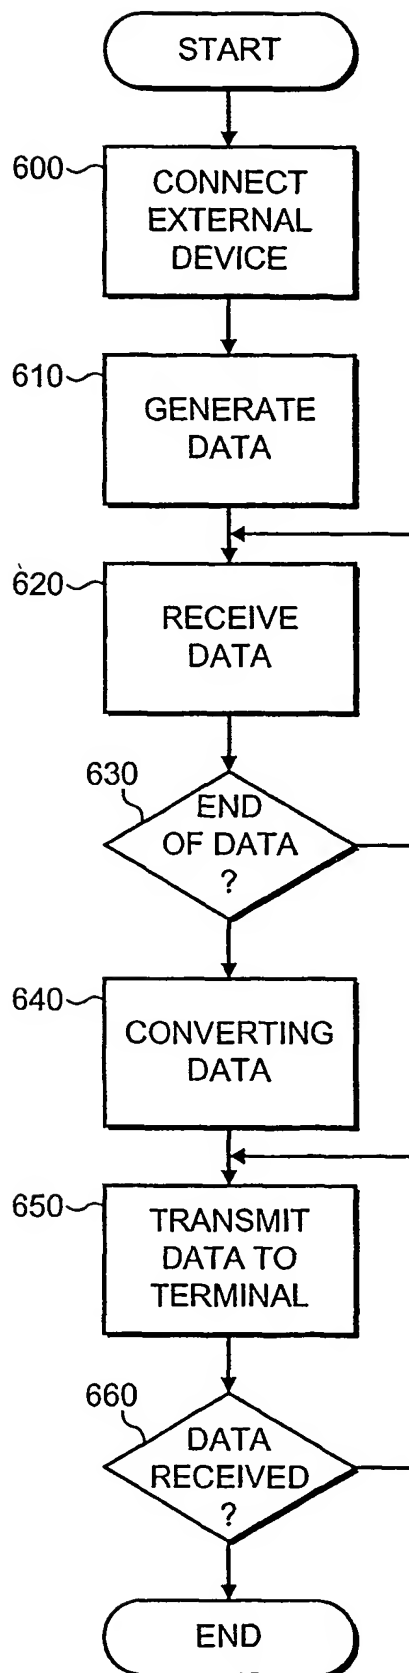 START
600
CONNECT
EXTERNAL
DEVICE
610
GENERATE
DATA
620
RECEIVE
DATA
630
END
OF DATA
?
640
CONVERTING
DATA
650
TRANSMIT
DATA TO
TERMINAL
660
DATA
RECEIVED
?
END